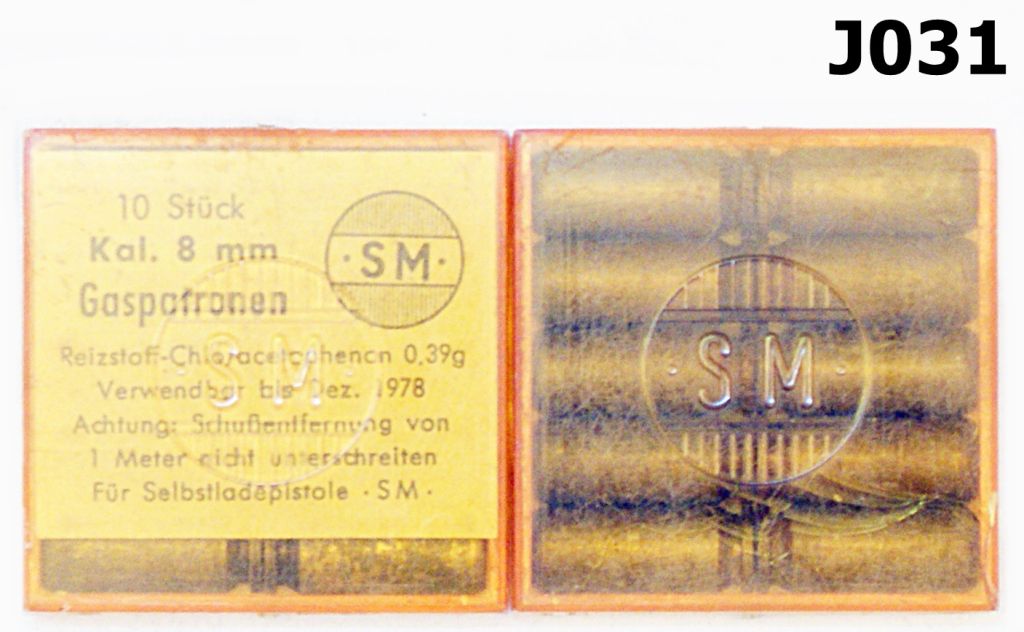 J031
10 Stück
Kal. 8 mm
Gaspatronen
·SM·
Reizstoff-Chloracetophenon 0,39g
Verwendbar bis Dez. 1978
Achtung: Schußentfernung von
1 Meter nicht unterschreiten
Für Selbstladepistole ·SM·
·SM·
·SM·